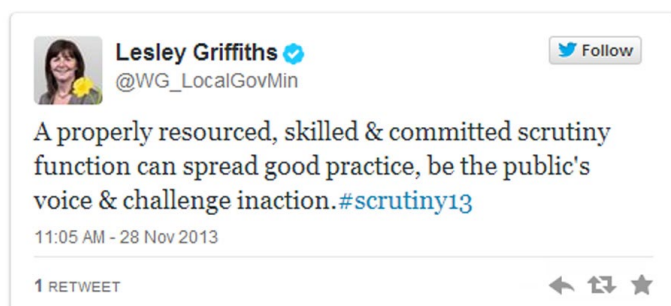 Lesley Griffiths
Follow
@WG_LocalGovMin
A properly resourced, skilled & committed scrutiny
function can spread good practice, be the public's
voice & challenge inaction.#scrutiny13
11:05 AM - 28 Nov 2013
1 RETWEET